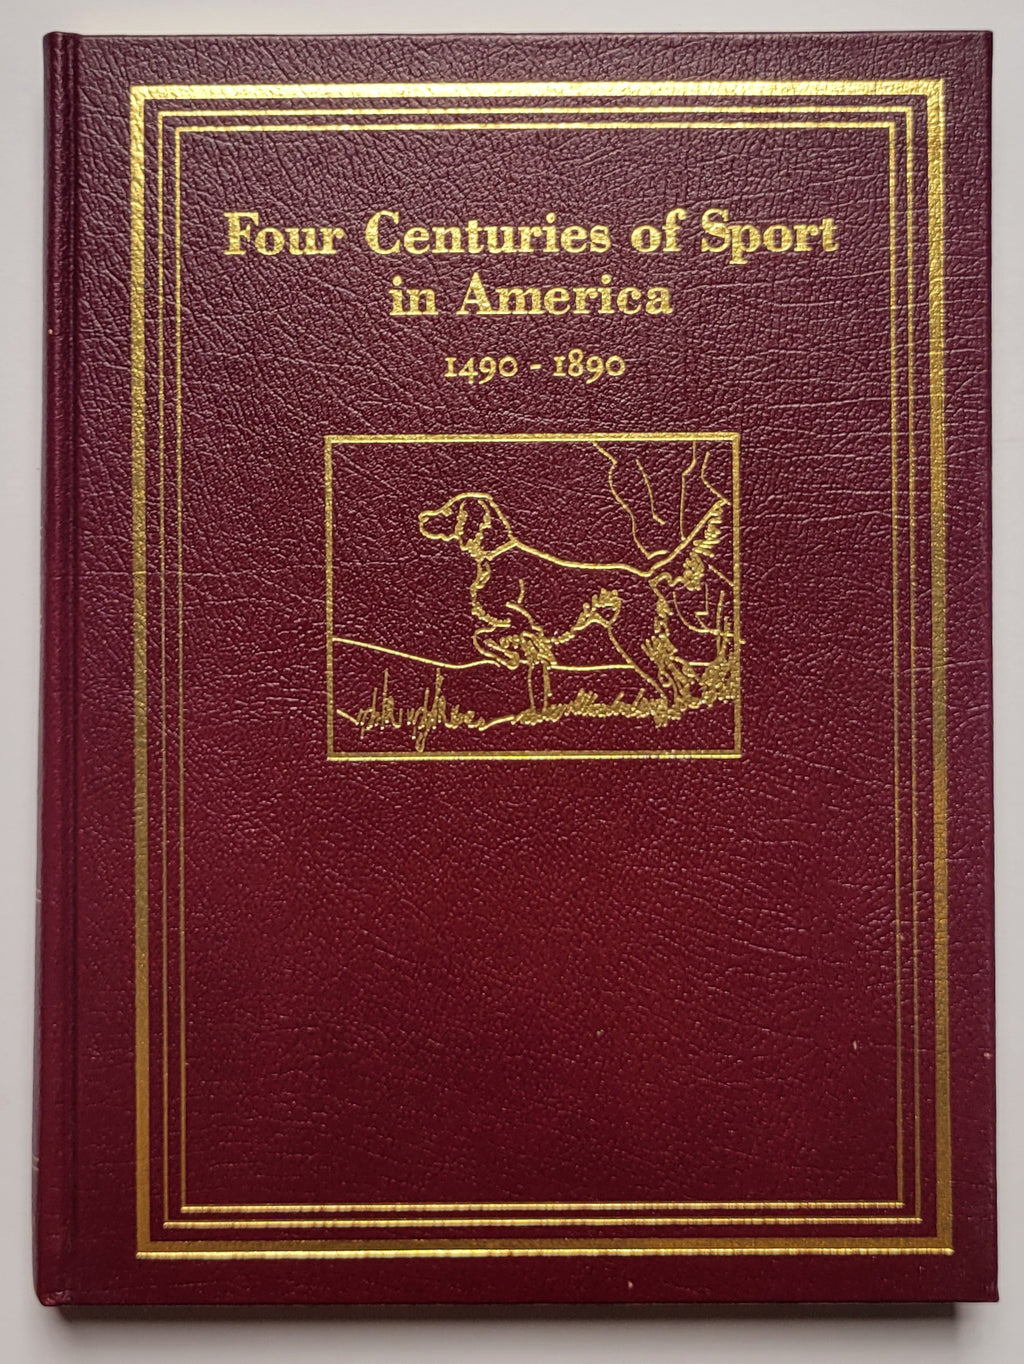 Four Centuries of Sport
in America
1490 - 1890